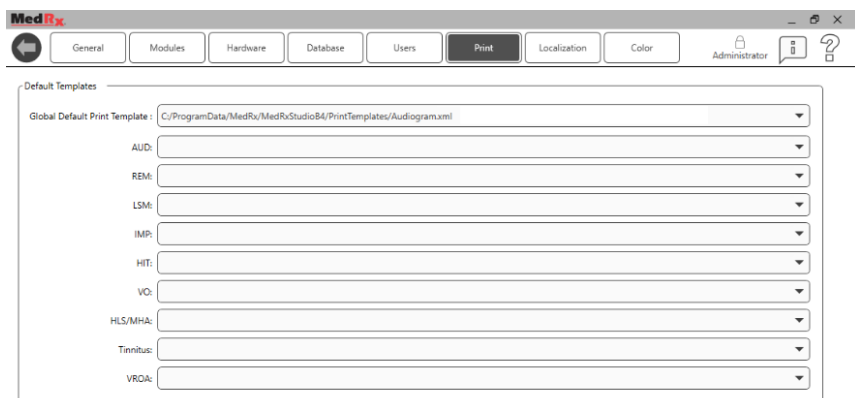 MedRx
General Modules Hardware Database Users Print Localization Color Administrator
Default Templates
Global Default Print Template : C:/ProgramData/MedRx/MedRxStudioB4/PrintTemplates/Audiogram.xml
AUD:
REM:
LSM:
IMP:
HIT:
VO:
HLS/MHA:
Tinnitus:
VROA: